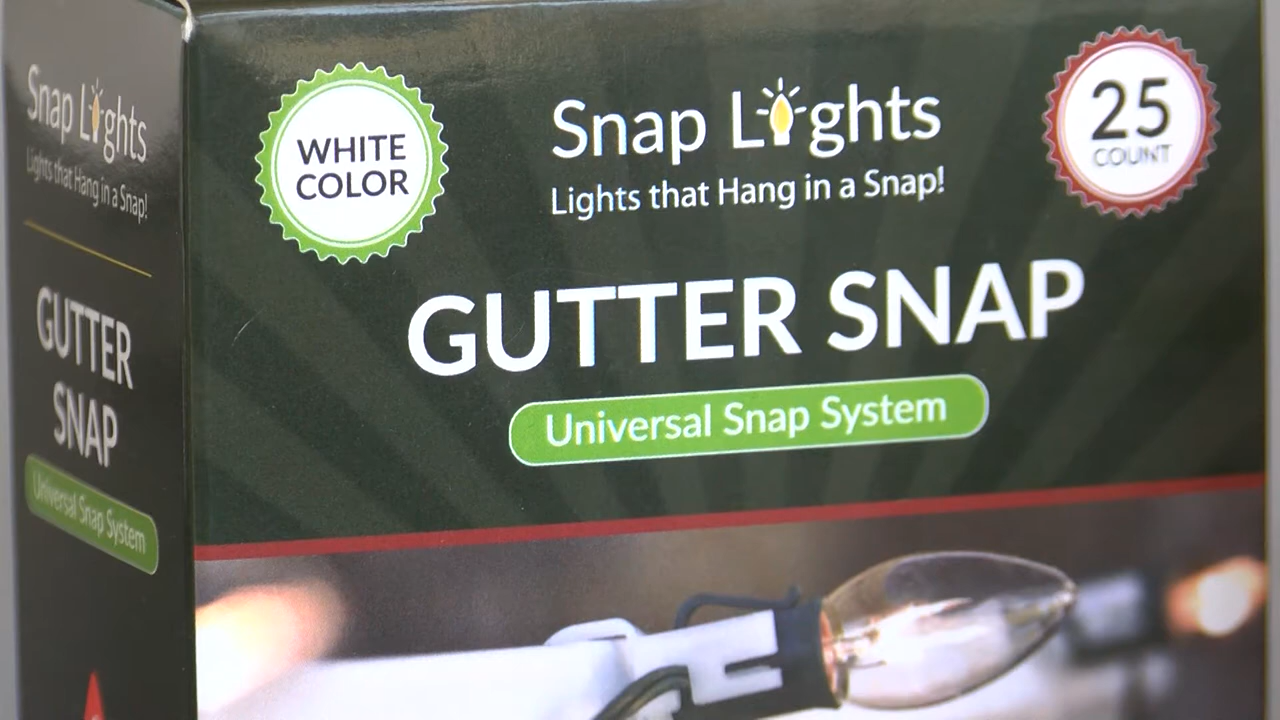 Snap Lights
Lights that Hang in a Snap!
GUTTER
SNAP
Universal Snap System
WHITE
COLOR
Snap Lights
Lights that Hang in a Snap!
25
COUNT
GUTTER SNAP
Universal Snap System